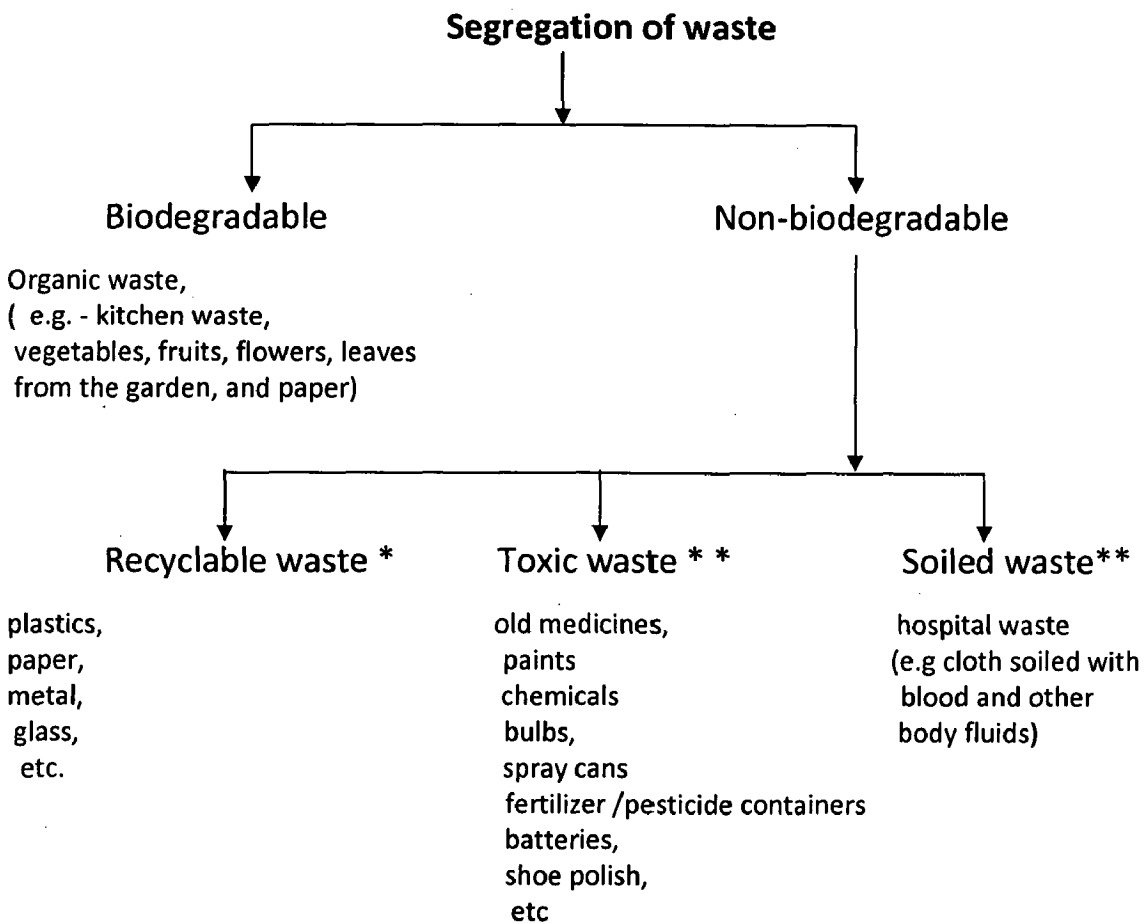 Segregation of waste
Biodegradable
Non-biodegradable
Organic waste,
( e.g. - kitchen waste,
vegetables, fruits, flowers, leaves
from the garden, and paper)
Recyclable waste *
Toxic waste * *
Soiled waste**
plastics,
paper,
metal,
glass,
etc.
old medicines,
paints
chemicals
bulbs,
spray cans
fertilizer /pesticide containers
batteries,
shoe polish,
etc
hospital waste
(e.g cloth soiled with
blood and other
body fluids)